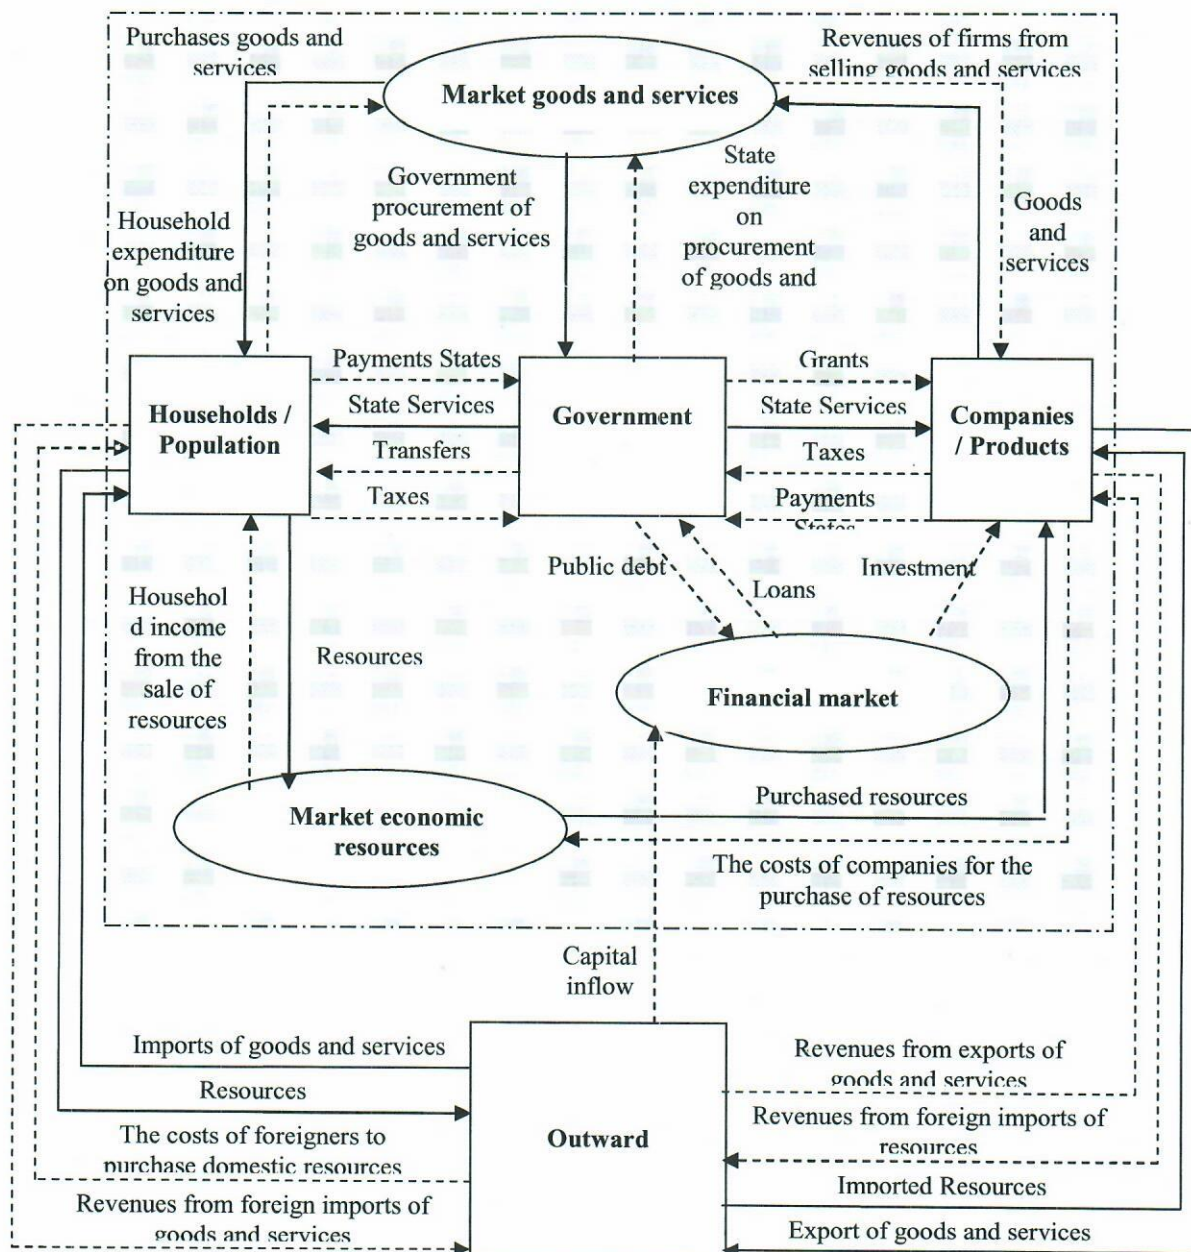 Purchases goods and
services
Revenues of firms from
selling goods and services
Market goods and services
Government
procurement of
goods and services
State
expenditure
on
procurement
of goods and
Household
expenditure
on goods and
services
Goods
and
services
Households /
Population
Payments States
State Services
Transfers
Taxes
Government
Grants
State Services
Taxes
Payments
States
Companies
/ Products
Public debt
Loans
Investment
Househol
d income
from the
sale of
resources
Resources
Financial market
Market economic
resources
Purchased resources
The costs of companies for the
purchase of resources
Capital
inflow
Imports of goods and services
Resources
The costs of foreigners to
purchase domestic resources
Revenues from foreign imports of
goods and services
Outward
Revenues from exports of
goods and services
Revenues from foreign imports of
resources
Imported Resources
Export of goods and services